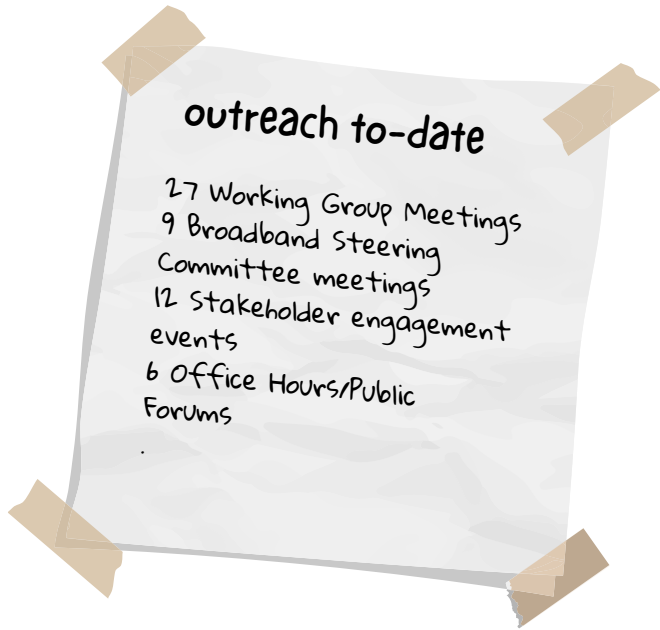 outreach to-date
27 Working Group Meetings
9 Broadband Steering
Committee meetings
12 Stakeholder engagement
events
6 Office Hours/Public
Forums
.